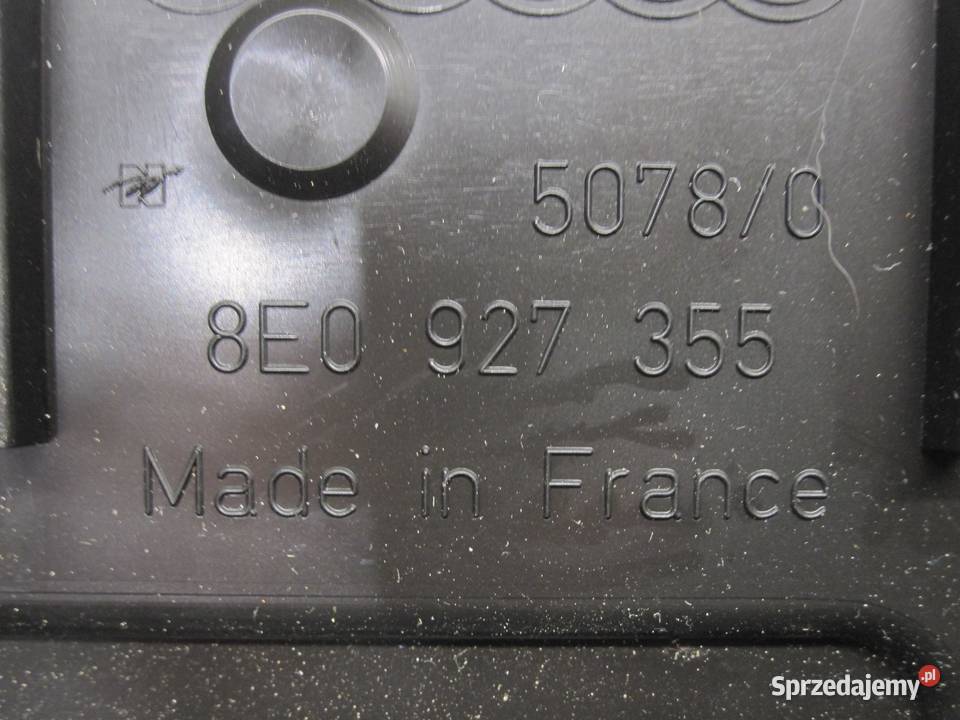 5078/0
8E0 927 355
Made in France
Sprzedajemy.pl